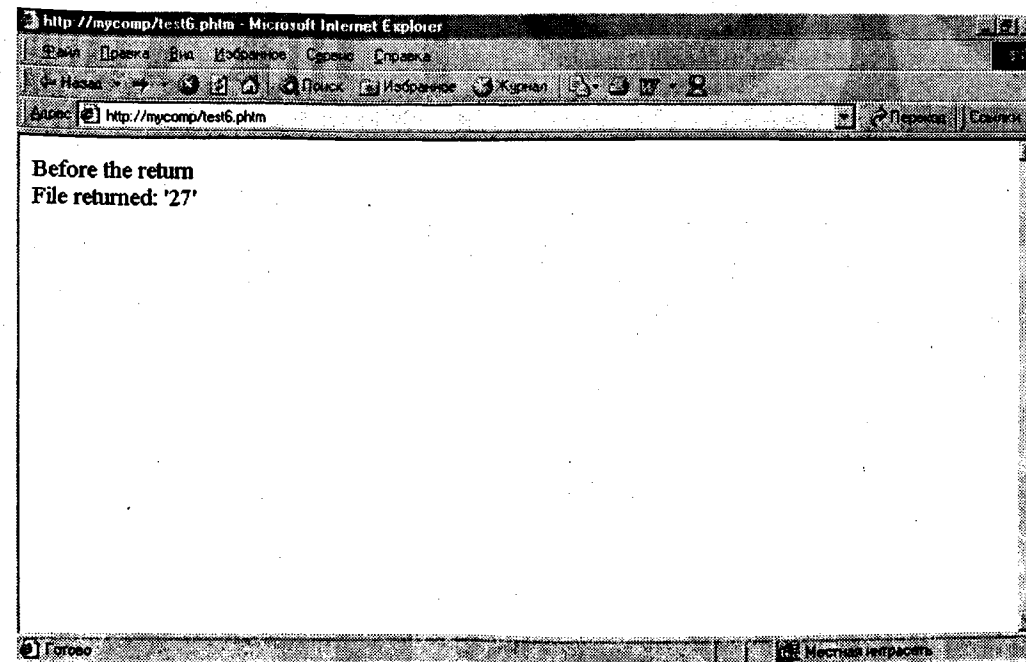 http://mycomp/test6.phtm - Microsoft Internet Explorer
Файл Правка Вид Избранное Сервис Справка
Назад Поиск Избранное Журнал
Адрес http://mycomp/test6.phtm Переход Ссылки
Before the return
File returned: '27'
Готово Местная интрасеть